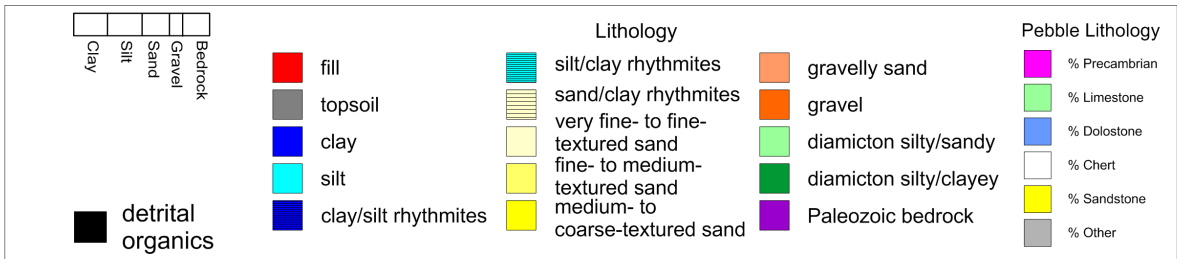 Clay
Silt
Sand
Gravel
Bedrock
detrital
organics
Lithology
fill
topsoil
clay
silt
clay/silt rhythmites
silt/clay rhythmites
sand/clay rhythmites
very fine- to fine-
textured sand
fine- to medium-
textured sand
medium- to
coarse-textured sand
gravelly sand
gravel
diamicton silty/sandy
diamicton silty/clayey
Paleozoic bedrock
Pebble Lithology
% Precambrian
% Limestone
% Dolostone
% Chert
% Sandstone
% Other